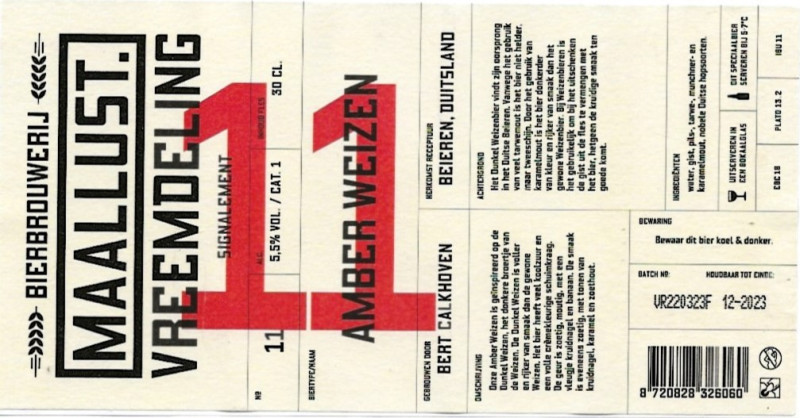 BIERBROUWERIJ
MAALLUST.
VREEMDELING
SIGNALEMENT
Nº
11
ALC.
5,5% VOL. / CAT. 1
INHOUD FLES
30 CL.
11
BIERTYPE/NAAM
AMBER WEIZEN
GEBROUWEN DOOR
BERT CALKHOVEN
HERKOMST RECEPTUUR
BEIEREN, DUITSLAND
OMSCHRIJVING
Onze Amber Weizen is geïnspireerd op de
Dunkel Weizen, het donkere broertje van
de Weizen. De Dunkel Weizen is voller
en rijker van smaak dan de gewone
Weizen. Het bier heeft veel koolzuur en
een volle crèmekleurige schuimkraag.
De geur is zoetig, moutig, met een
vleugje kruidnagel en banaan. De smaak
is eveneens zoetig, met tonen van
kruidnagel, karamel en zoethout.
ACHTERGROND
Het Dunkel Weizenbier vindt zijn oorsprong
in het Duitse Beieren. Vanwege het gebruik
van veel tarwemout is het bier niet helder,
maar tweeschijn. Door het gebruik van
karamelmout is het bier donkerder
van kleur en rijker van smaak dan het
gewone Weizenbier. Bij Weizenbieren is
het gebruikelijk om bij het uitschenken
de gist uit de fles te vermengen met
het bier, hetgeen de kruidige smaak ten
goede komt.
INGREDIËNTEN
water, gist, pils-, tarwe-, munchner- en
karamelmout, nobele Duitse hopsoorten.
UITSERVEREN IN
EEN BOKAALGLAS
DIT SPECIAALBIER
SERVEREN BIJ 5-7°C
EBC 18
PLATO 13.2
IBU 11
BEWARING
Bewaar dit bier koel & donker.
BATCH NR:
HOUDBAAR TOT EINDE:
VR220323F 12-2023
8 720828 326060